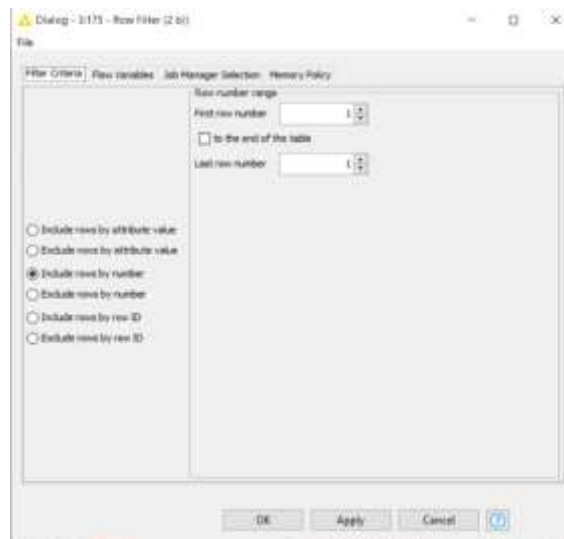 Dialog - 3:175 - Row Filter (2 bi)
File
Filter Criteria Flow Variables Job Manager Selection Memory Policy
Row number range
First row number 1
to the end of the table
Last row number 1
Include rows by attribute value
Exclude rows by attribute value
Include rows by number
Exclude rows by number
Include rows by row ID
Exclude rows by row ID
OK Apply Cancel ?